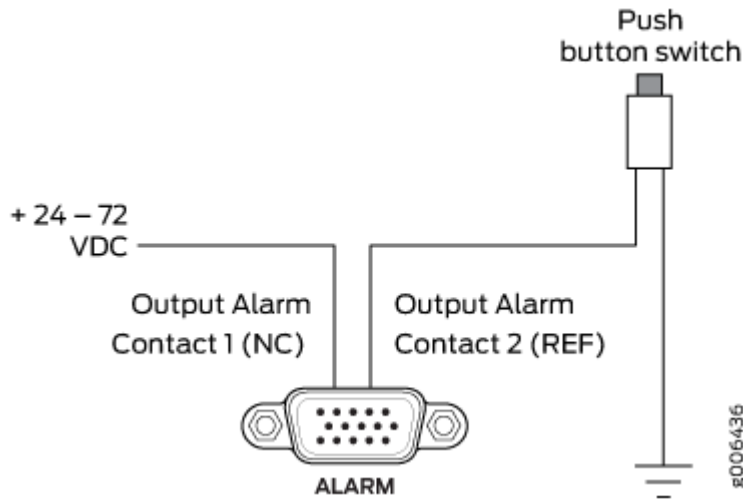 Push
button switch
+ 24 – 72
VDC
Output Alarm
Contact 1 (NC)
Output Alarm
Contact 2 (REF)
ALARM
g006436